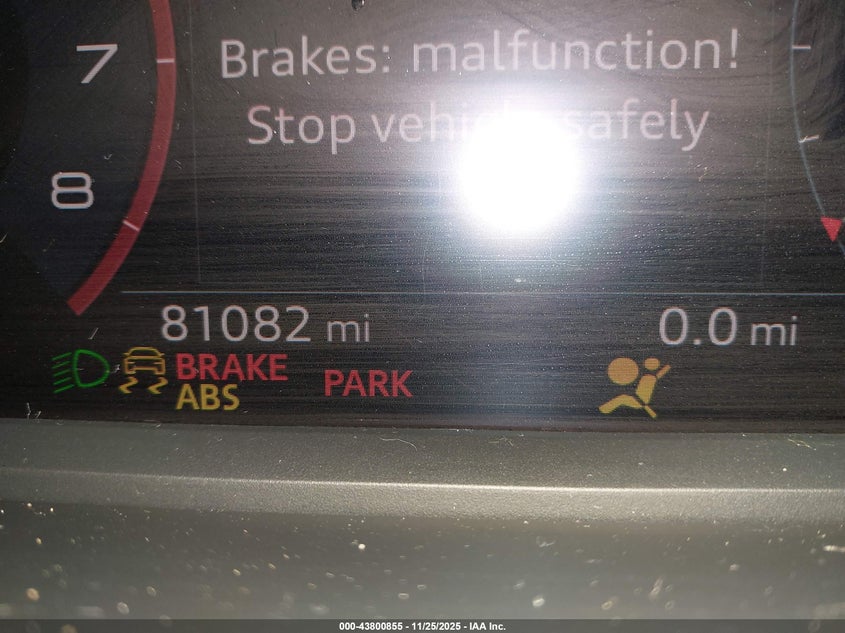 7
Brakes: malfunction!
Stop vehicle safely
8
81082 mi
0.0 mi
BRAKE
ABS
PARK
000-43800855 - 11/25/2025 - IAA Inc.